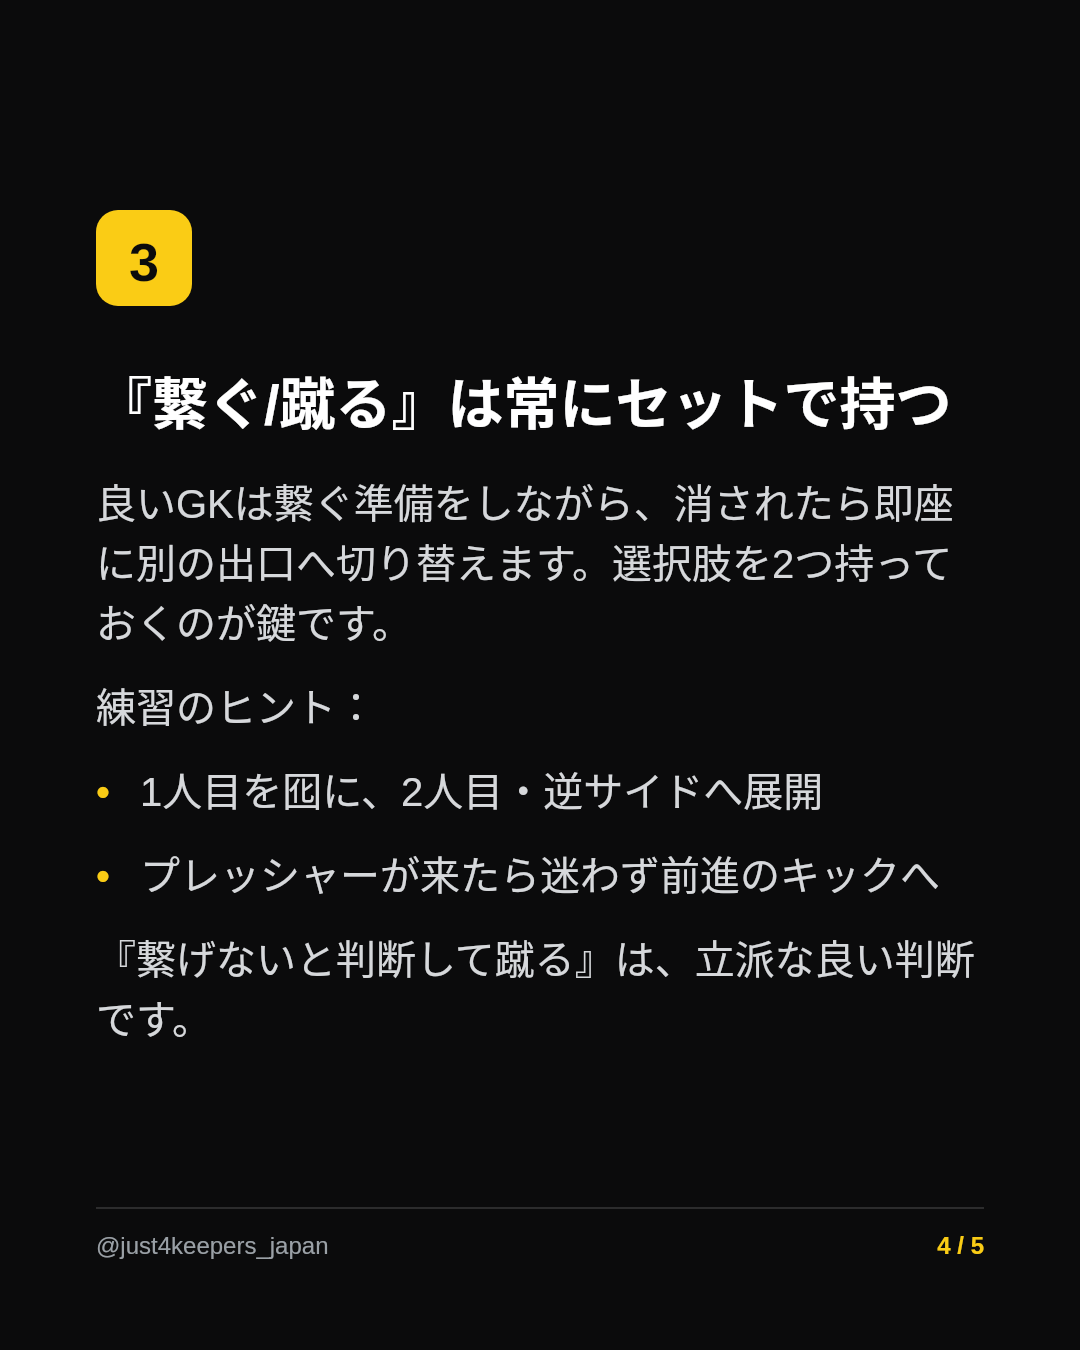 3
『繋ぐ/蹴る』は常にセットで持つ
良いGKは繋ぐ準備をしながら、消されたら即座
に別の出口へ切り替えます。選択肢を2つ持って
おくのが鍵です。
練習のヒント：
• 1人目を囮に、2人目・逆サイドへ展開
• プレッシャーが来たら迷わず前進のキックへ
『繋げないと判断して蹴る』は、立派な良い判断
です。
@just4keepers_japan
4 / 5